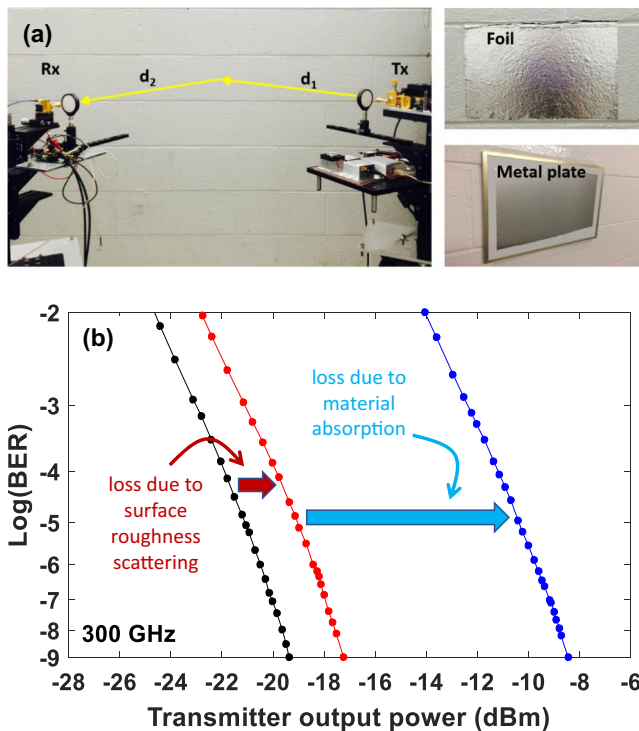 (a)
Rx
d2
d1
Tx
Foil
Metal plate
(b)
Log(BER)
-2
-3
-4
-5
-6
-7
-8
-9
loss due to
material
absorption
loss due to
surface
roughness
scattering
300 GHz
-28 -26 -24 -22 -20 -18 -16 -14 -12 -10 -8 -6
Transmitter output power (dBm)